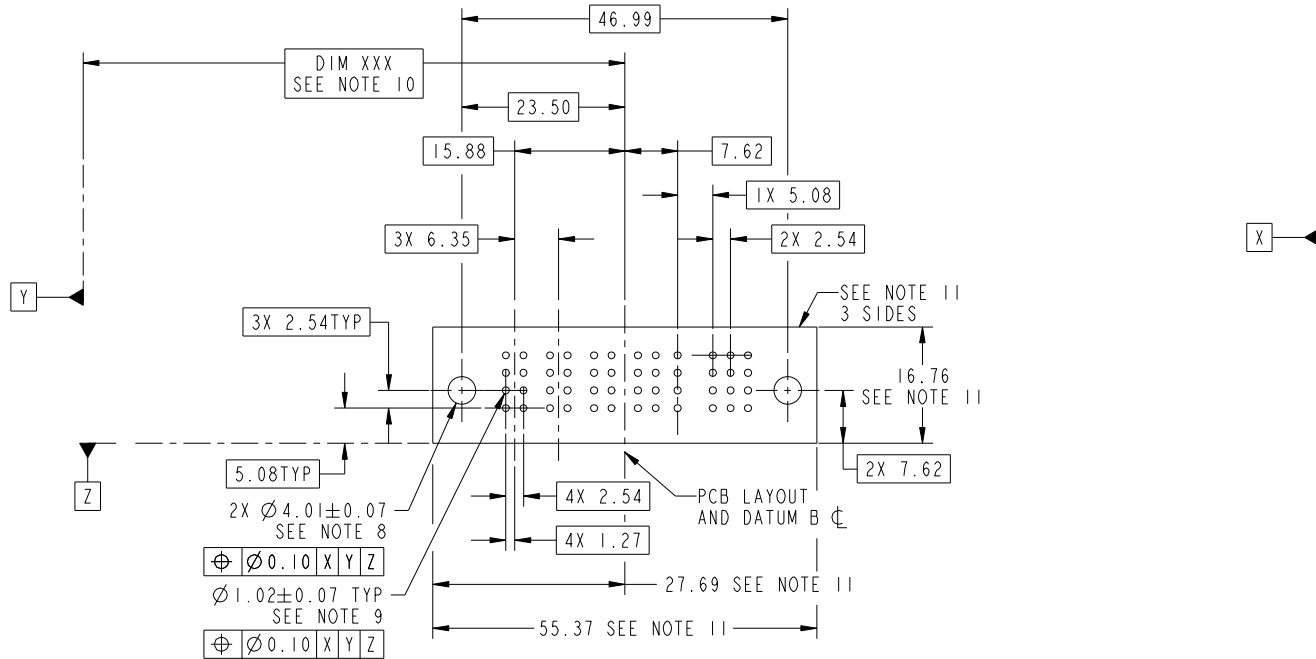 46.99
DIM XXX
SEE NOTE 10
23.50
15.88
7.62
1X 5.08
3X 6.35
2X 2.54
X
Y
SEE NOTE 11
3 SIDES
3X 2.54TYP
16.76
SEE NOTE 11
5.08TYP
2X 7.62
Z
4X 2.54
PCB LAYOUT
AND DATUM B ℄
2X Ø4.01±0.07
SEE NOTE 8
4X 1.27
⌖ Ø0.10 X Y Z
27.69 SEE NOTE 11
Ø1.02±0.07 TYP
SEE NOTE 9
55.37 SEE NOTE 11
⌖ Ø0.10 X Y Z